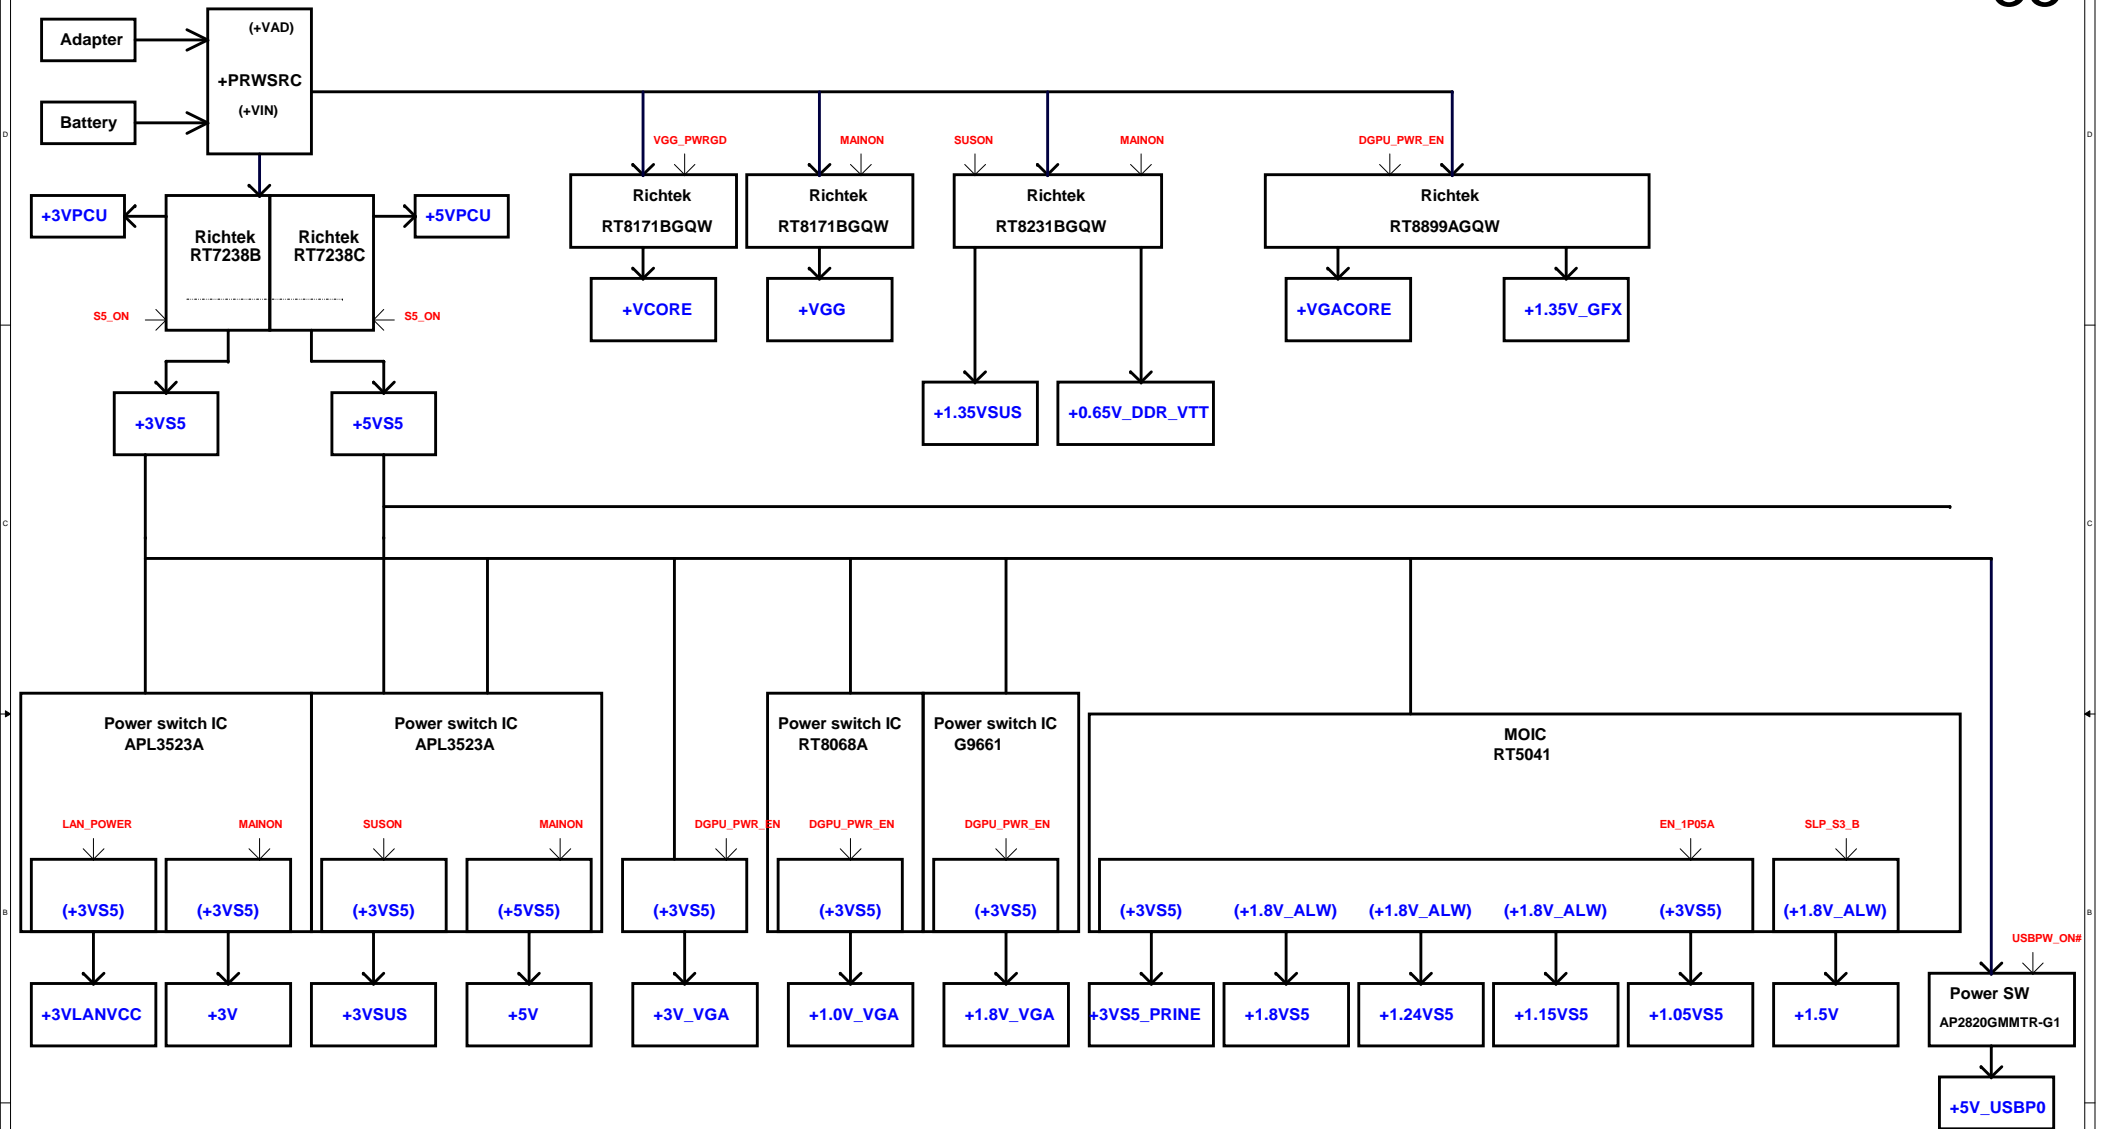 (+VAD)
Adapter
+PRWSRC
(+VIN)
Battery
D
D
VGG_PWRGD
MAINON
SUSON
MAINON
DGPU_PWR_EN
Richtek
RT8171BGQW
Richtek
RT8171BGQW
Richtek
RT8231BGQW
Richtek
RT8899AGQW
+3VPCU
+5VPCU
Richtek
RT7238B
Richtek
RT7238C
S5_ON
S5_ON
+VCORE
+VGG
+VGACORE
+1.35V_GFX
+3VS5
+5VS5
+1.35VSUS
+0.65V_DDR_VTT
C
C
Power switch IC
APL3523A
Power switch IC
APL3523A
Power switch IC
RT8068A
Power switch IC
G9661
MOIC
RT5041
LAN_POWER
MAINON
SUSON
MAINON
DGPU_PWR_EN
DGPU_PWR_EN
DGPU_PWR_EN
EN_1P05A
SLP_S3_B
B
B
(+3VS5)
(+3VS5)
(+3VS5)
(+5VS5)
(+3VS5)
(+3VS5)
(+3VS5)
(+3VS5)
(+1.8V_ALW)
(+1.8V_ALW)
(+1.8V_ALW)
(+3VS5)
(+1.8V_ALW)
USBPW_ON#
+3VLANVCC
+3V
+3VSUS
+5V
+3V_VGA
+1.0V_VGA
+1.8V_VGA
+3VS5_PRINE
+1.8VS5
+1.24VS5
+1.15VS5
+1.05VS5
+1.5V
Power SW
AP2820GMMTR-G1
+5V_USBP0